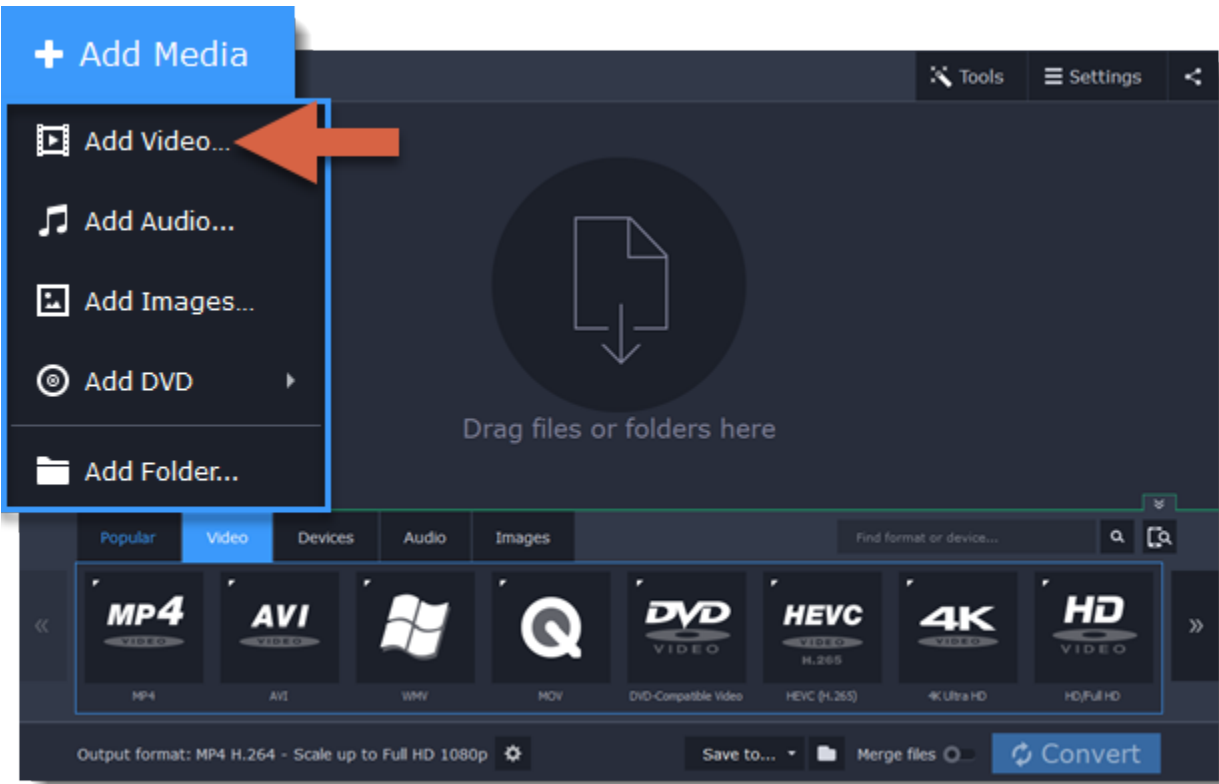 Add Media
Tools
Settings
Add Video...
Add Audio...
Add Images...
Add DVD
Add Folder...
Drag files or folders here
Popular
Video
Devices
Audio
Images
Find format or device...
MP4
VIDEO
AVI
VIDEO
DVD
VIDEO
HEVC
VIDEO
H.265
4K
VIDEO
HD
VIDEO
MP4
AVI
WMV
MOV
DVD-Compatible Video
HEVC (H.265)
4K Ultra HD
HD/Full HD
Output format: MP4 H.264 - Scale up to Full HD 1080p
Save to...
Merge files
Convert